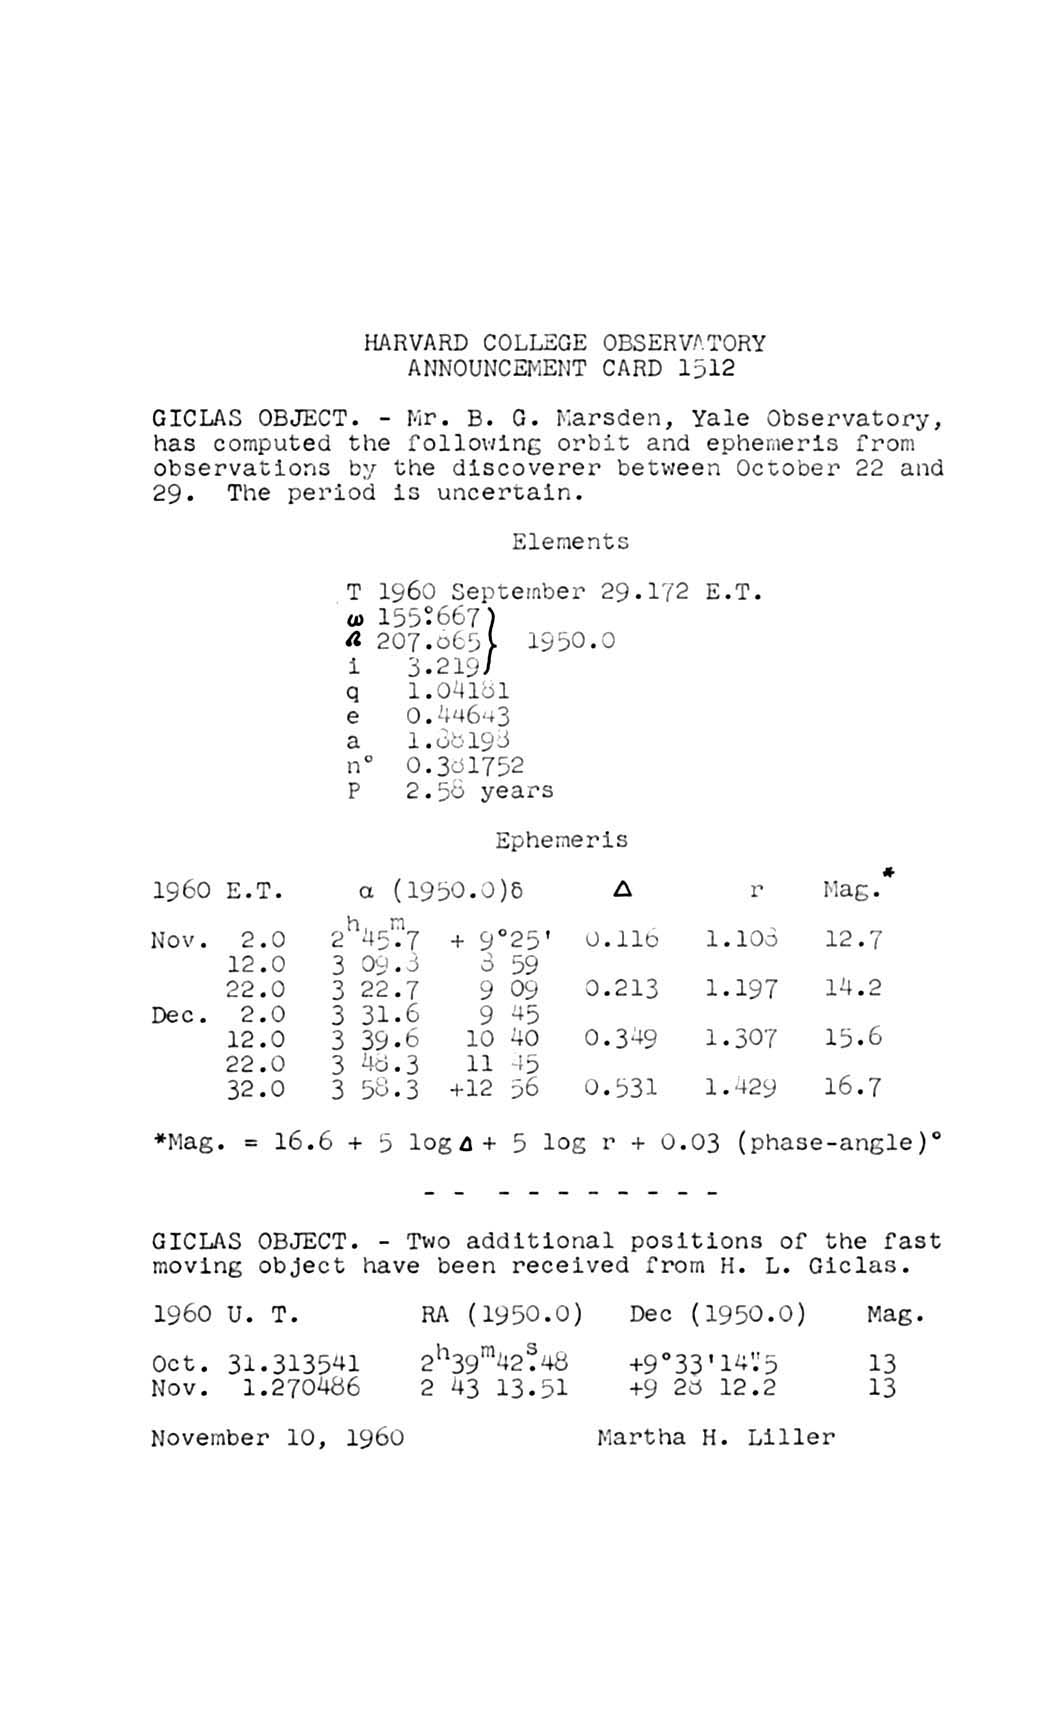 HARVARD COLLEGE OBSERVATORY
ANNOUNCEMENT CARD 1512
GICLAS OBJECT. - Mr. B. G. Marsden, Yale Observatory,
has computed the following orbit and ephemeris from
observations by the discoverer between October 22 and
29. The period is uncertain.
Elements
T 1960 September 29.172 E.T.
ω 155°.667
Ω 207.865 } 1950.0
i 3.219
q 1.04181
e 0.44643
a 1.88198
n° 0.381752
P 2.58 years
Ephemeris
1960 E.T. α (1950.0) δ Δ r Mag.*
Nov. 2.0 2ʰ45ᵐ.7 + 9°25' 0.116 1.108 12.7
12.0 3 09.8 8 59
22.0 3 22.7 9 09 0.213 1.197 14.2
Dec. 2.0 3 31.6 9 45
12.0 3 39.6 10 40 0.349 1.307 15.6
22.0 3 48.3 11 45
32.0 3 58.3 +12 56 0.531 1.429 16.7
*Mag. = 16.6 + 5 log Δ + 5 log r + 0.03 (phase-angle)°
- - - - - - - - - -
GICLAS OBJECT. - Two additional positions of the fast
moving object have been received from H. L. Giclas.
1960 U. T. RA (1950.0) Dec (1950.0) Mag.
Oct. 31.313541 2ʰ39ᵐ42ˢ.48 +9°33'14".5 13
Nov. 1.270486 2 43 13.51 +9 28 12.2 13
November 10, 1960 Martha H. Liller